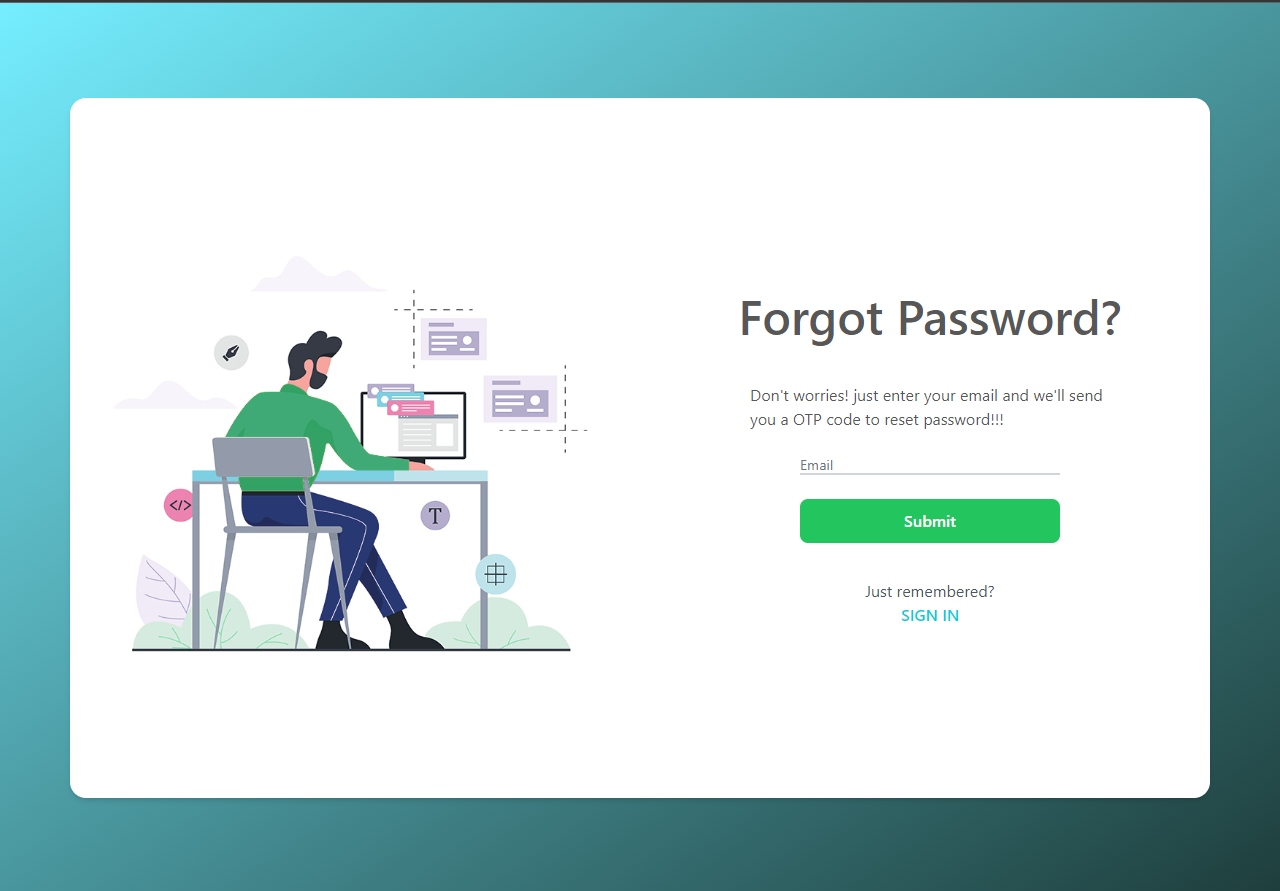 Forgot Password?
Don't worries! just enter your email and we'll send
you a OTP code to reset password!!!
Email
Submit
Just remembered?
SIGN IN
</>
T